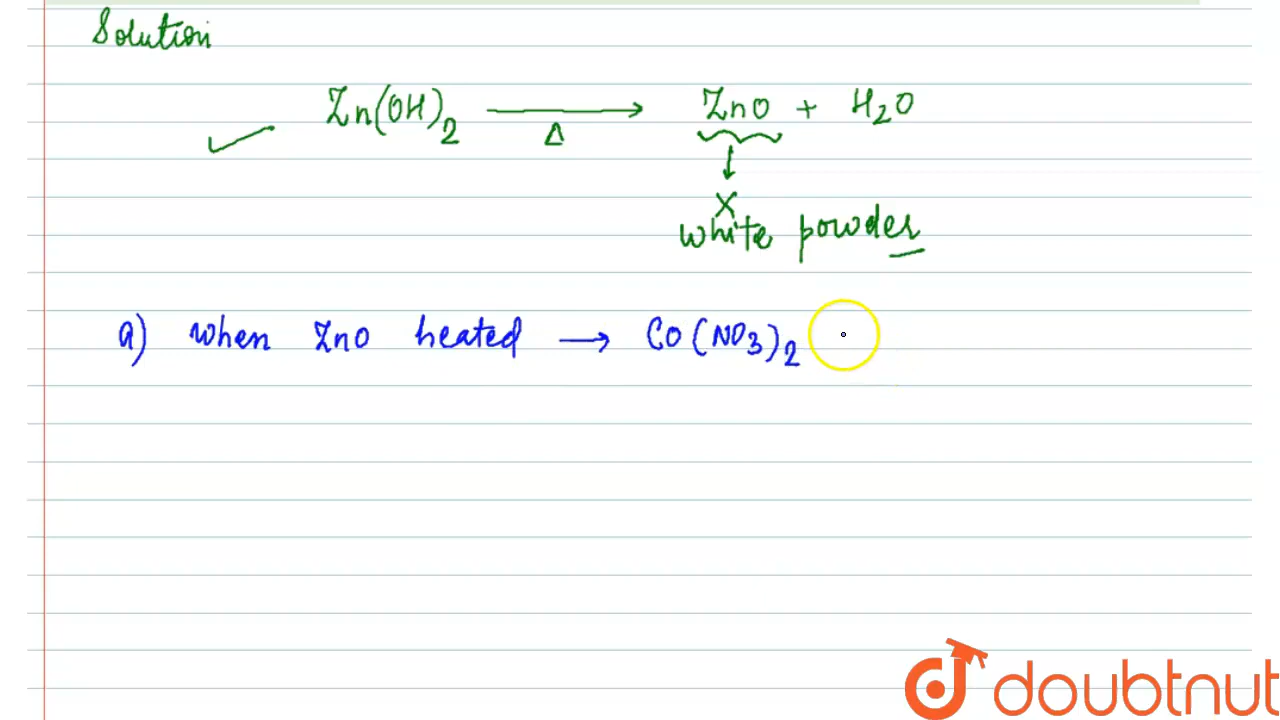 Solution
Zn(OH)2 → ZnO + H2O
Δ
X
white powder
a) when ZnO heated → CO(NO3)2
doubtnut